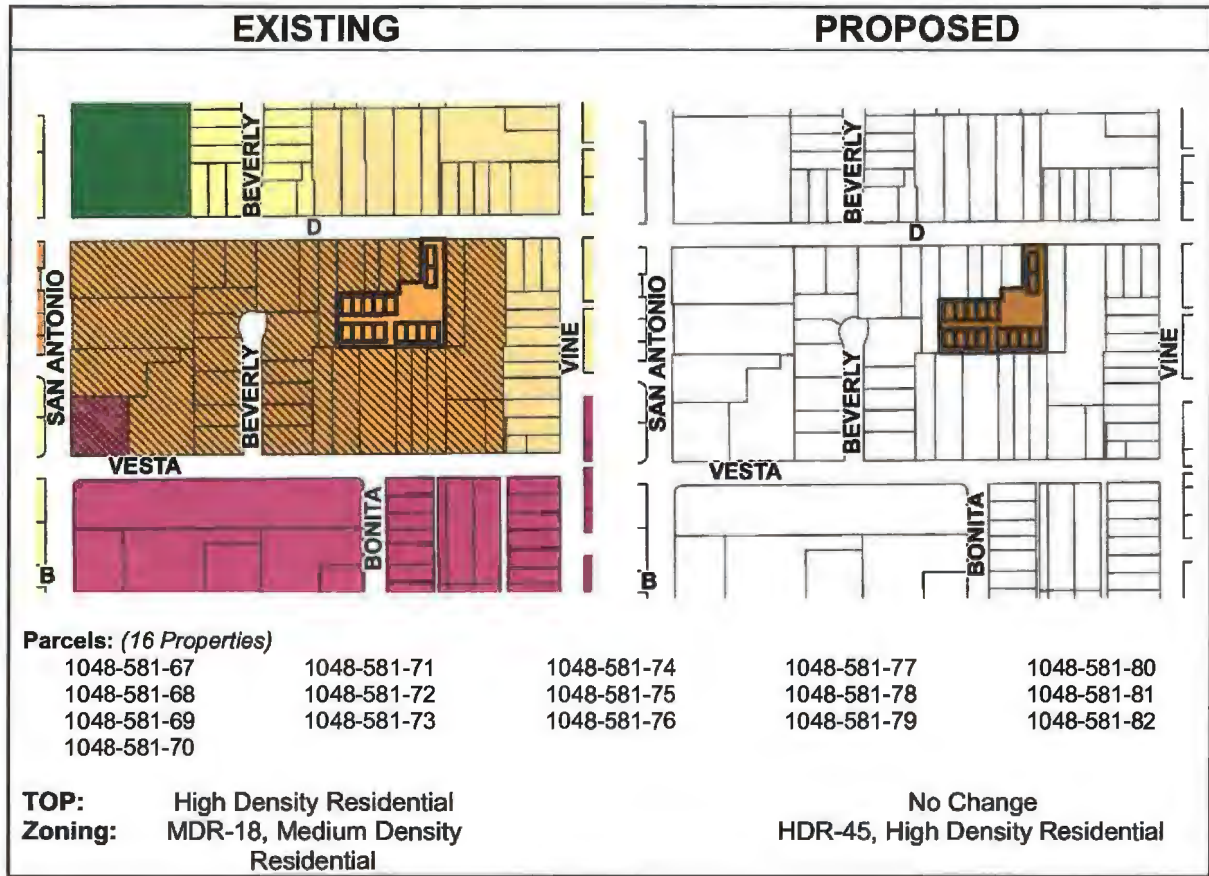 EXISTING
PROPOSED
BEVERLY
D
SAN ANTONIO
VINE
BEVERLY
VESTA
BONITA
B
BEVERLY
D
SAN ANTONIO
VINE
BEVERLY
VESTA
BONITA
B
Parcels: (16 Properties)
1048-581-67 1048-581-71 1048-581-74 1048-581-77 1048-581-80
1048-581-68 1048-581-72 1048-581-75 1048-581-78 1048-581-81
1048-581-69 1048-581-73 1048-581-76 1048-581-79 1048-581-82
1048-581-70
TOP: High Density Residential No Change
Zoning: MDR-18, Medium Density HDR-45, High Density Residential
Residential